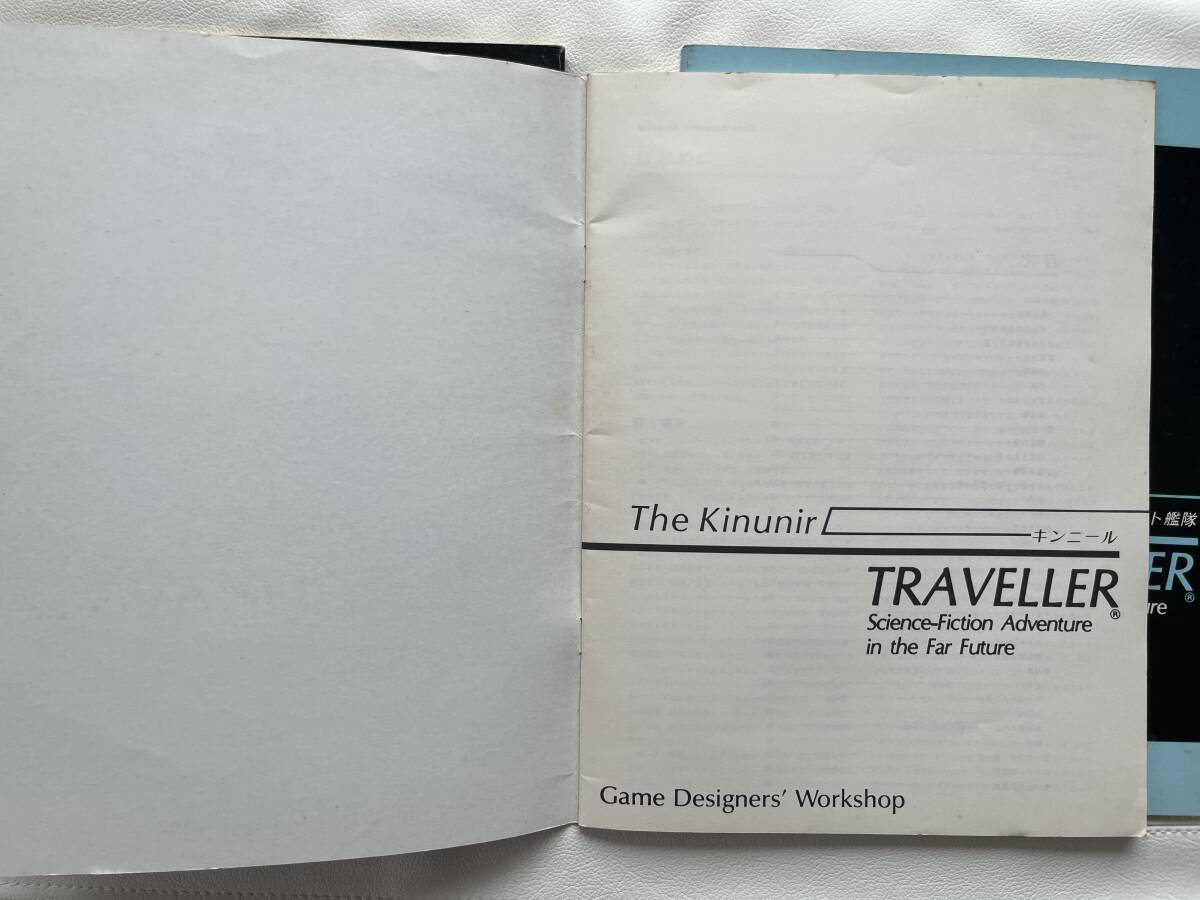 The Kinunir
キンニール
TRAVELLER®
Science-Fiction Adventure
in the Far Future
Game Designers' Workshop
ト艦隊
ER®
ure